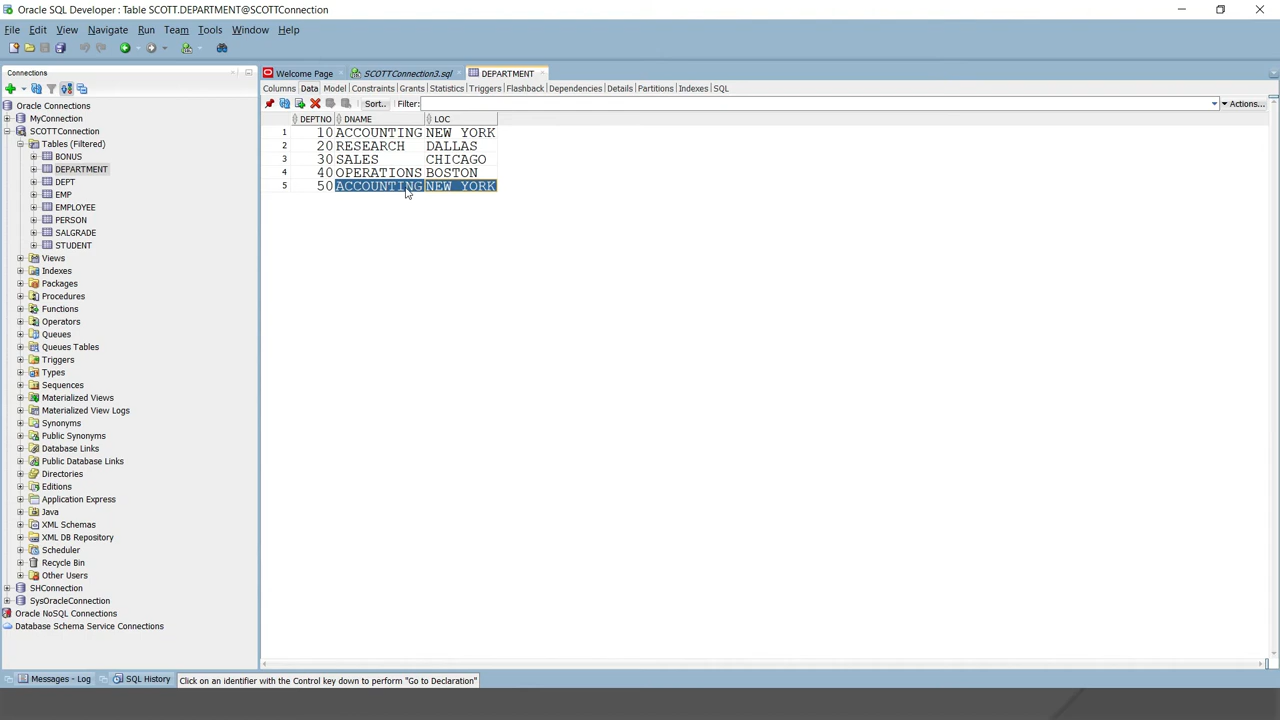 Oracle SQL Developer : Table SCOTT.DEPARTMENT@SCOTTConnection
File Edit View Navigate Run Team Tools Window Help
Connections
Welcome Page SCOTTConnection3.sql DEPARTMENT
Columns Data Model Constraints Grants Statistics Triggers Flashback Dependencies Details Partitions Indexes SQL
Sort.. Filter: Actions...
DEPTNO DNAME LOC
1 10 ACCOUNTING NEW YORK
2 20 RESEARCH DALLAS
3 30 SALES CHICAGO
4 40 OPERATIONS BOSTON
5 50 ACCOUNTING NEW YORK
Oracle Connections
MyConnection
SCOTTConnection
Tables (Filtered)
BONUS
DEPARTMENT
DEPT
EMP
EMPLOYEE
PERSON
SALGRADE
STUDENT
Views
Indexes
Packages
Procedures
Functions
Operators
Queues
Queues Tables
Triggers
Types
Sequences
Materialized Views
Materialized View Logs
Synonyms
Public Synonyms
Database Links
Public Database Links
Directories
Editions
Application Express
Java
XML Schemas
XML DB Repository
Scheduler
Recycle Bin
Other Users
SHConnection
SysOracleConnection
Oracle NoSQL Connections
Database Schema Service Connections
Messages - Log SQL History Click on an identifier with the Control key down to perform "Go to Declaration"